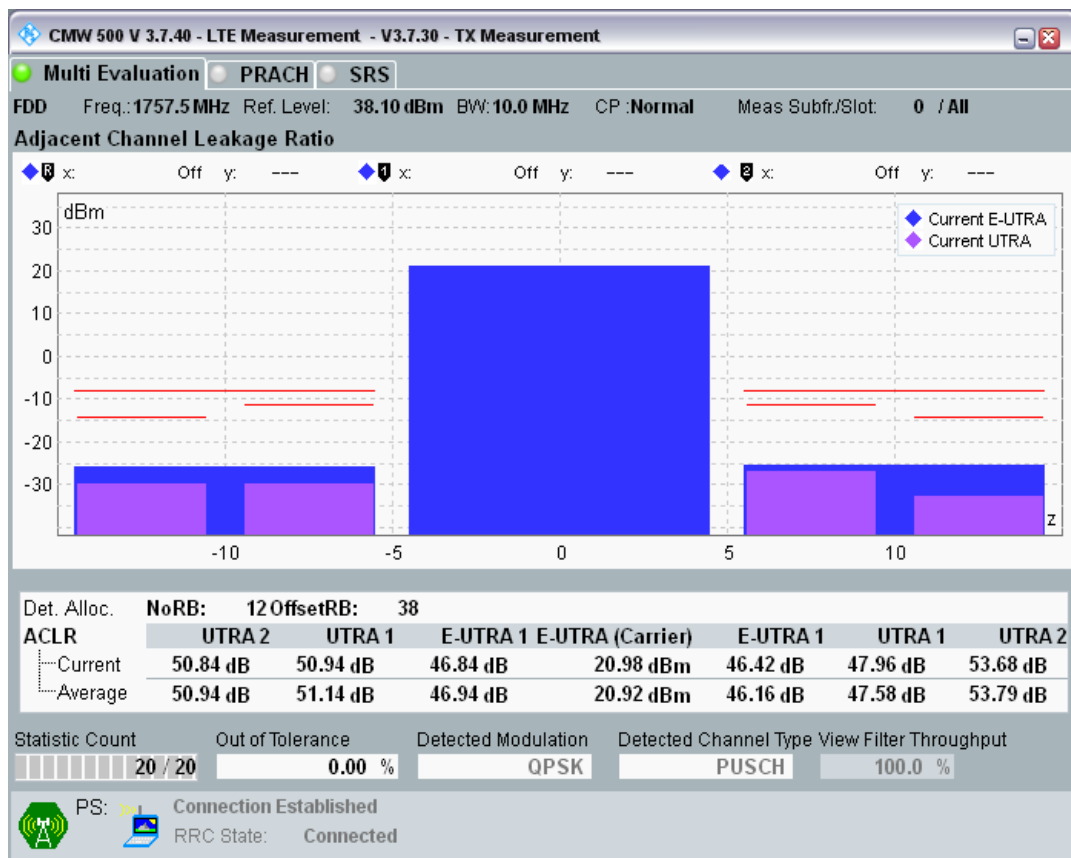 CMW 500 V 3.7.40 - LTE Measurement - V3.7.30 - TX Measurement
Multi Evaluation PRACH SRS
FDD Freq.: 1757.5 MHz Ref. Level: 38.10 dBm BW: 10.0 MHz CP :Normal Meas Subfr./Slot: 0 / All
Adjacent Channel Leakage Ratio
R x: Off y: --- 1 x: Off y: --- 2 x: Off y: ---
dBm
Current E-UTRA
Current UTRA
30
20
10
0
-10
-20
-30
z
-10 -5 0 5 10
Det. Alloc. NoRB: 12 OffsetRB: 38
ACLR UTRA 2 UTRA 1 E-UTRA 1 E-UTRA (Carrier) E-UTRA 1 UTRA 1 UTRA 2
Current 50.84 dB 50.94 dB 46.84 dB 20.98 dBm 46.42 dB 47.96 dB 53.68 dB
Average 50.94 dB 51.14 dB 46.94 dB 20.92 dBm 46.16 dB 47.58 dB 53.79 dB
Statistic Count Out of Tolerance Detected Modulation Detected Channel Type View Filter Throughput
20 / 20 0.00 % QPSK PUSCH 100.0 %
PS: Connection Established
RRC State: Connected